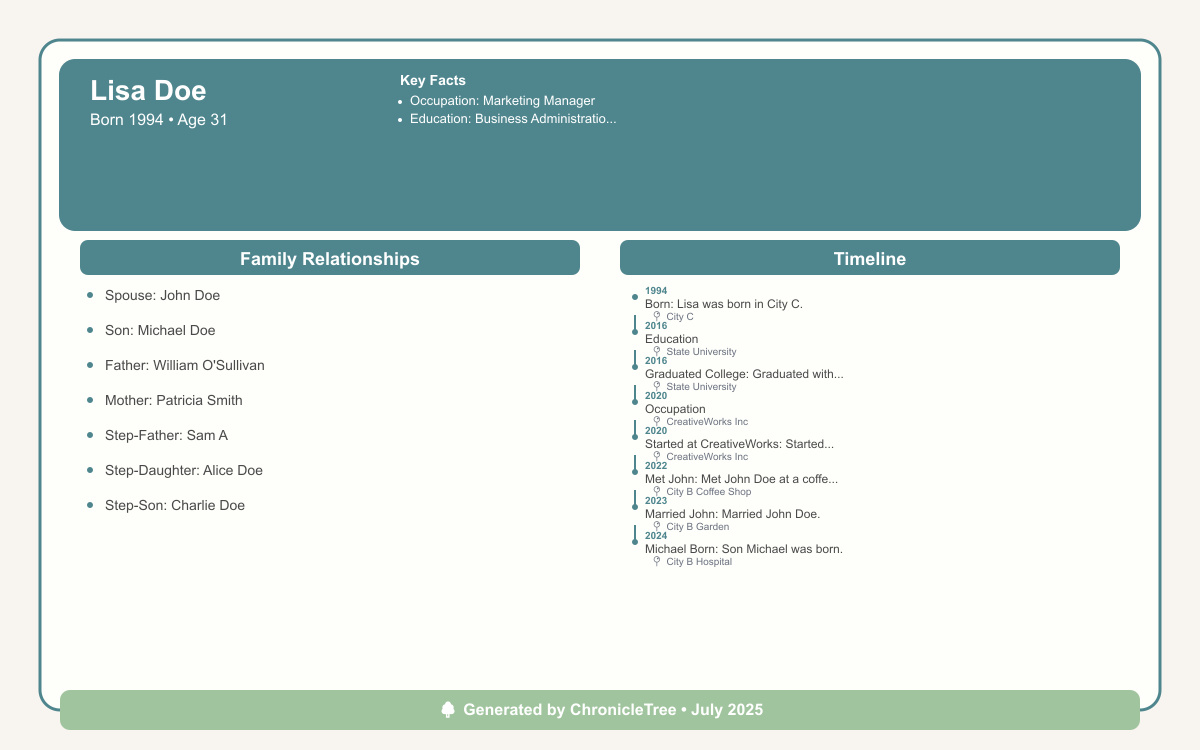 Lisa Doe
Born 1994 • Age 31
Key Facts
• Occupation: Marketing Manager
• Education: Business Administratio...
Family Relationships
• Spouse: John Doe
• Son: Michael Doe
• Father: William O'Sullivan
• Mother: Patricia Smith
• Step-Father: Sam A
• Step-Daughter: Alice Doe
• Step-Son: Charlie Doe
Timeline
1994
Born: Lisa was born in City C.
City C
2016
Education
State University
2016
Graduated College: Graduated with...
State University
2020
Occupation
CreativeWorks Inc
2020
Started at CreativeWorks: Started...
CreativeWorks Inc
2022
Met John: Met John Doe at a coffe...
City B Coffee Shop
2023
Married John: Married John Doe.
City B Garden
2024
Michael Born: Son Michael was born.
City B Hospital
Generated by ChronicleTree • July 2025